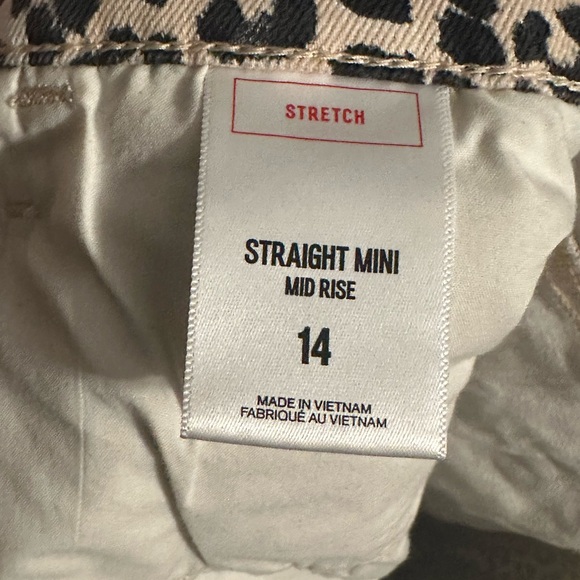 STRETCH
STRAIGHT MINI
MID RISE
14
MADE IN VIETNAM
FABRIQUÉ AU VIETNAM